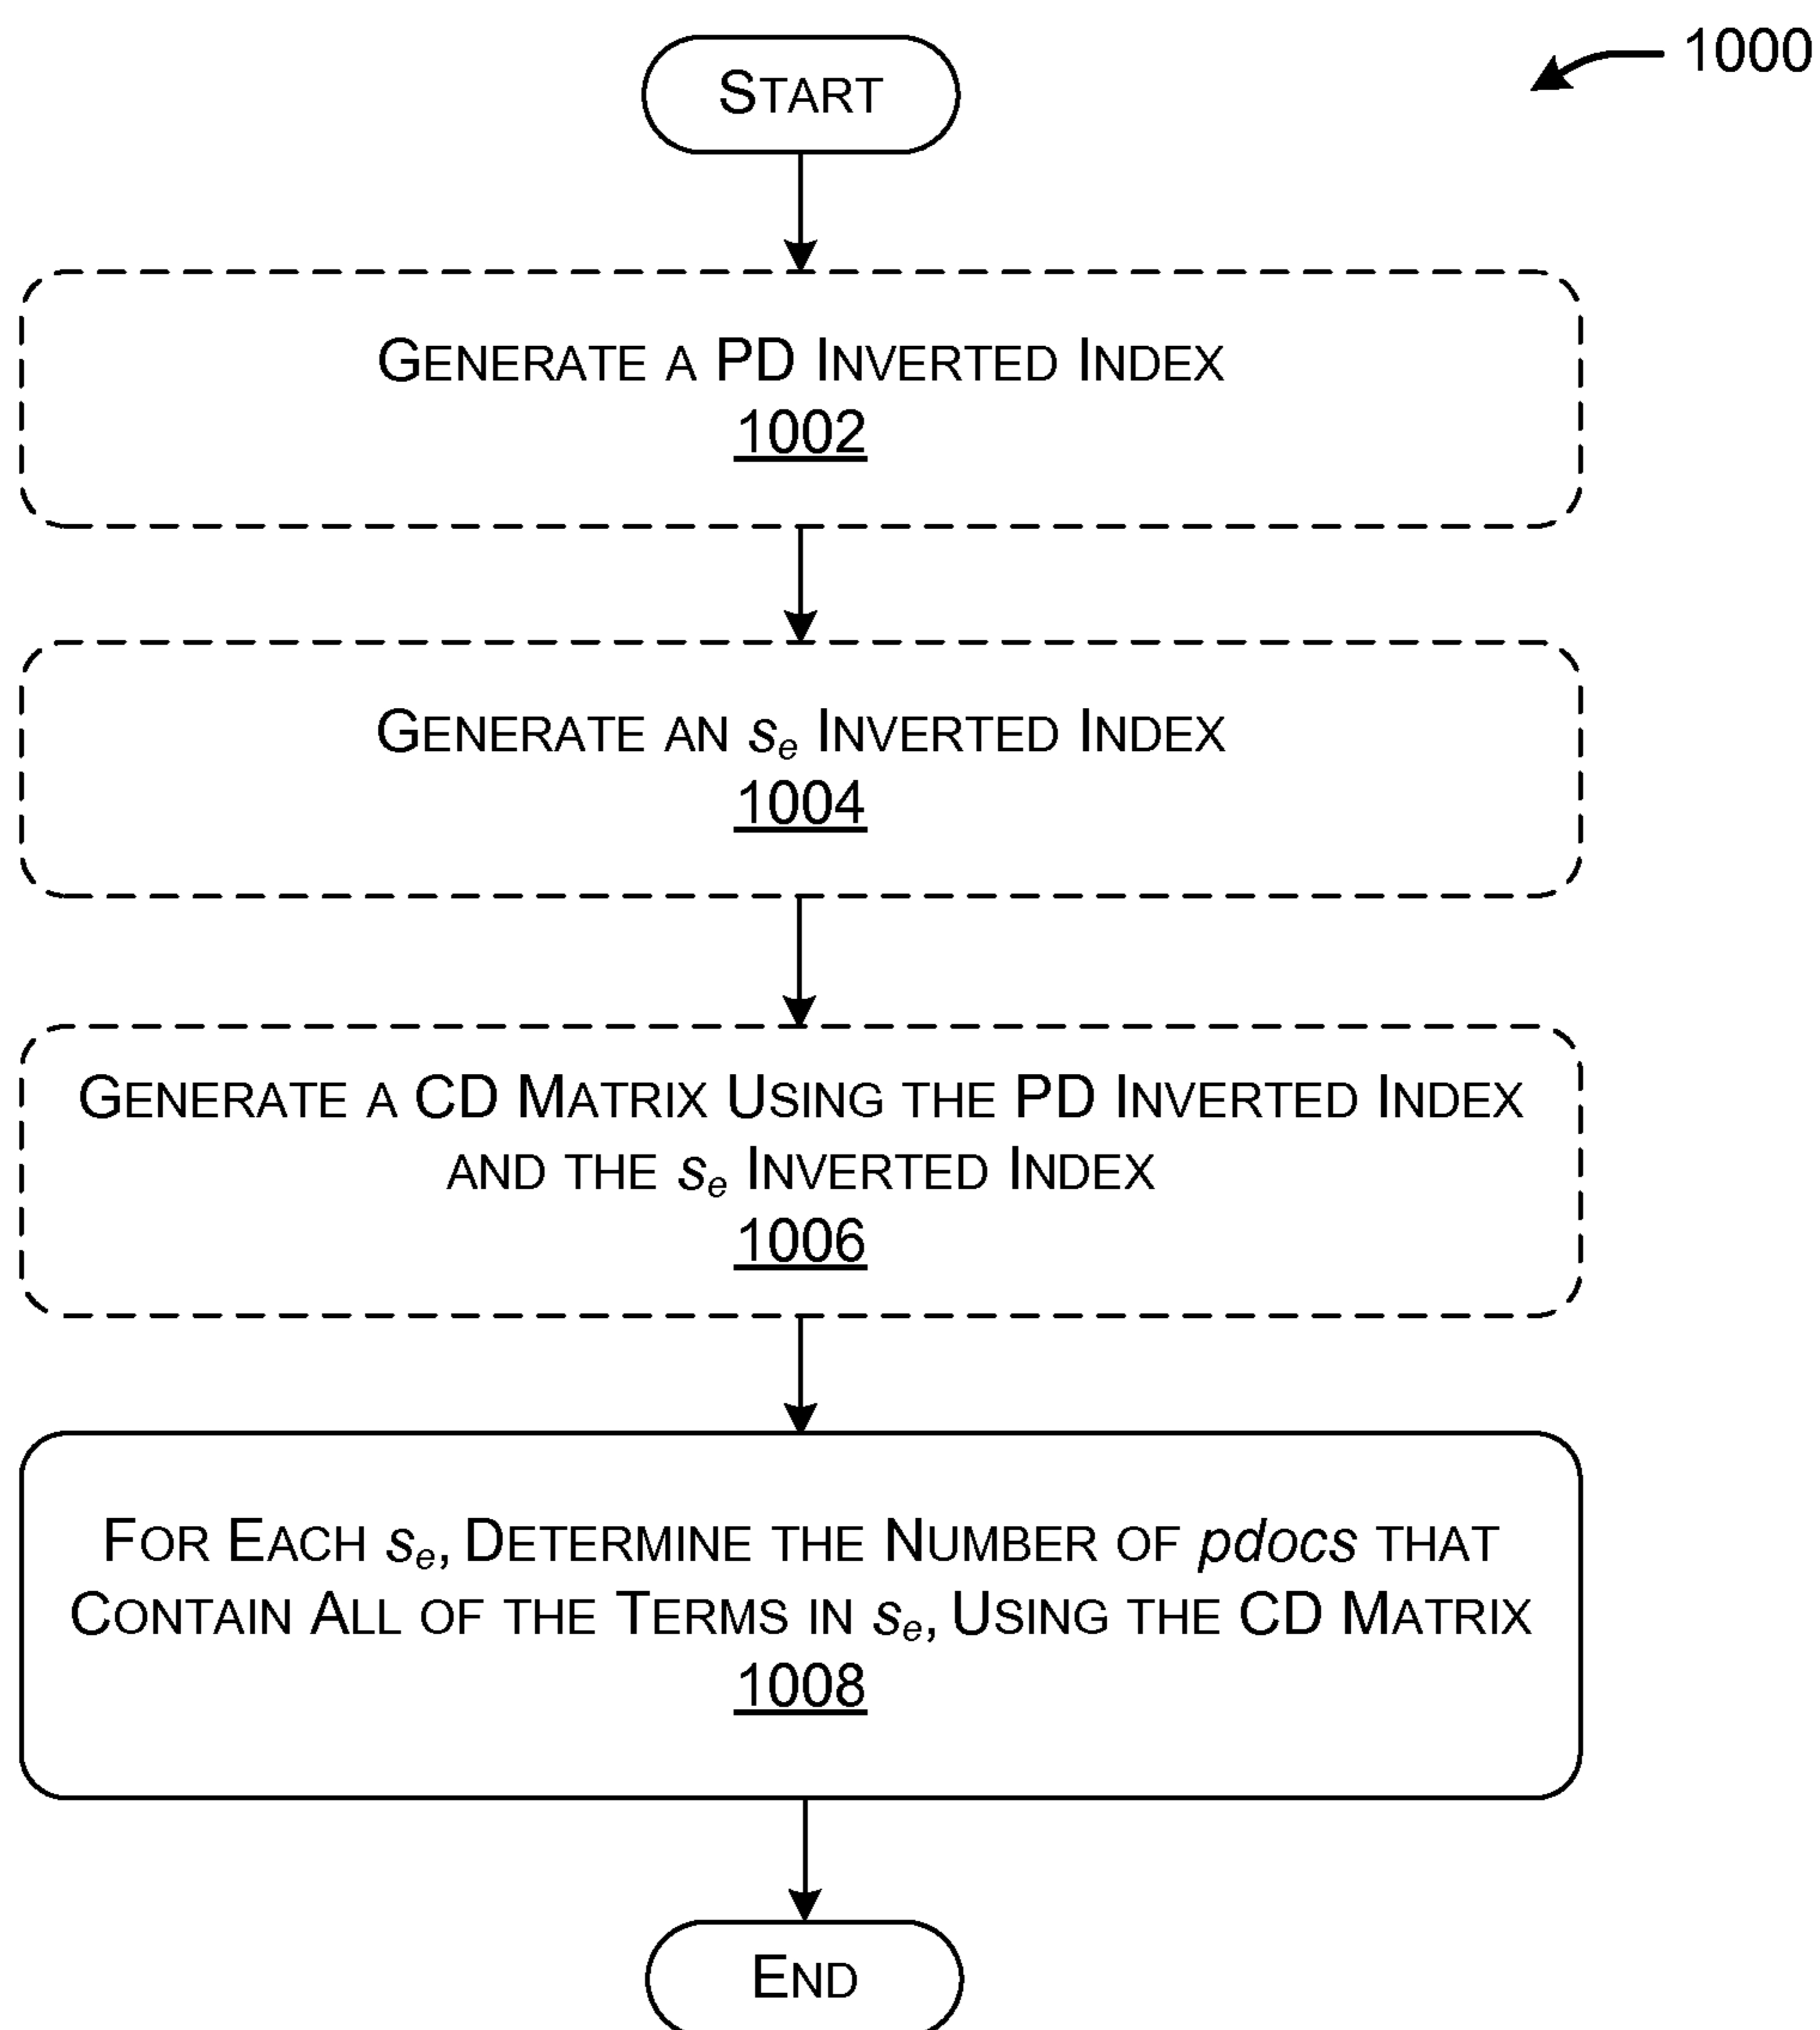 1000
START
GENERATE A PD INVERTED INDEX
1002
GENERATE AN se INVERTED INDEX
1004
GENERATE A CD MATRIX USING THE PD INVERTED INDEX
AND THE se INVERTED INDEX
1006
FOR EACH se, DETERMINE THE NUMBER OF pdocs THAT
CONTAIN ALL OF THE TERMS IN se, USING THE CD MATRIX
1008
END